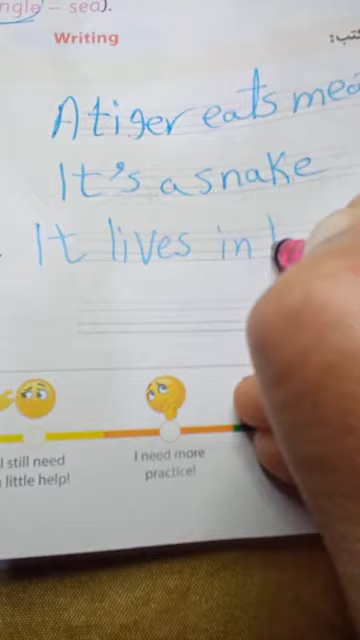 ngle – sea).
Writing
A tiger eats mea
It's a snake
It lives in
I still need
little help!
I need more
practice!